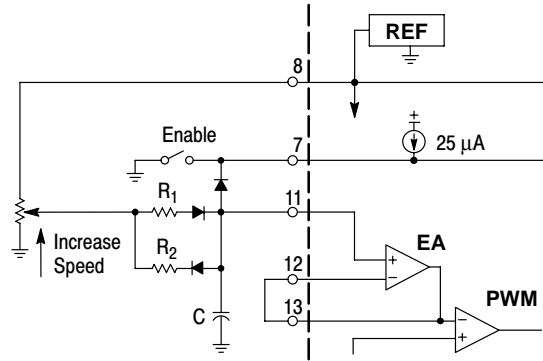 REF
8
Enable
7
25 µA
R1
11
Increase
Speed
R2
EA
12
13
C
PWM
+
−
−
+
+